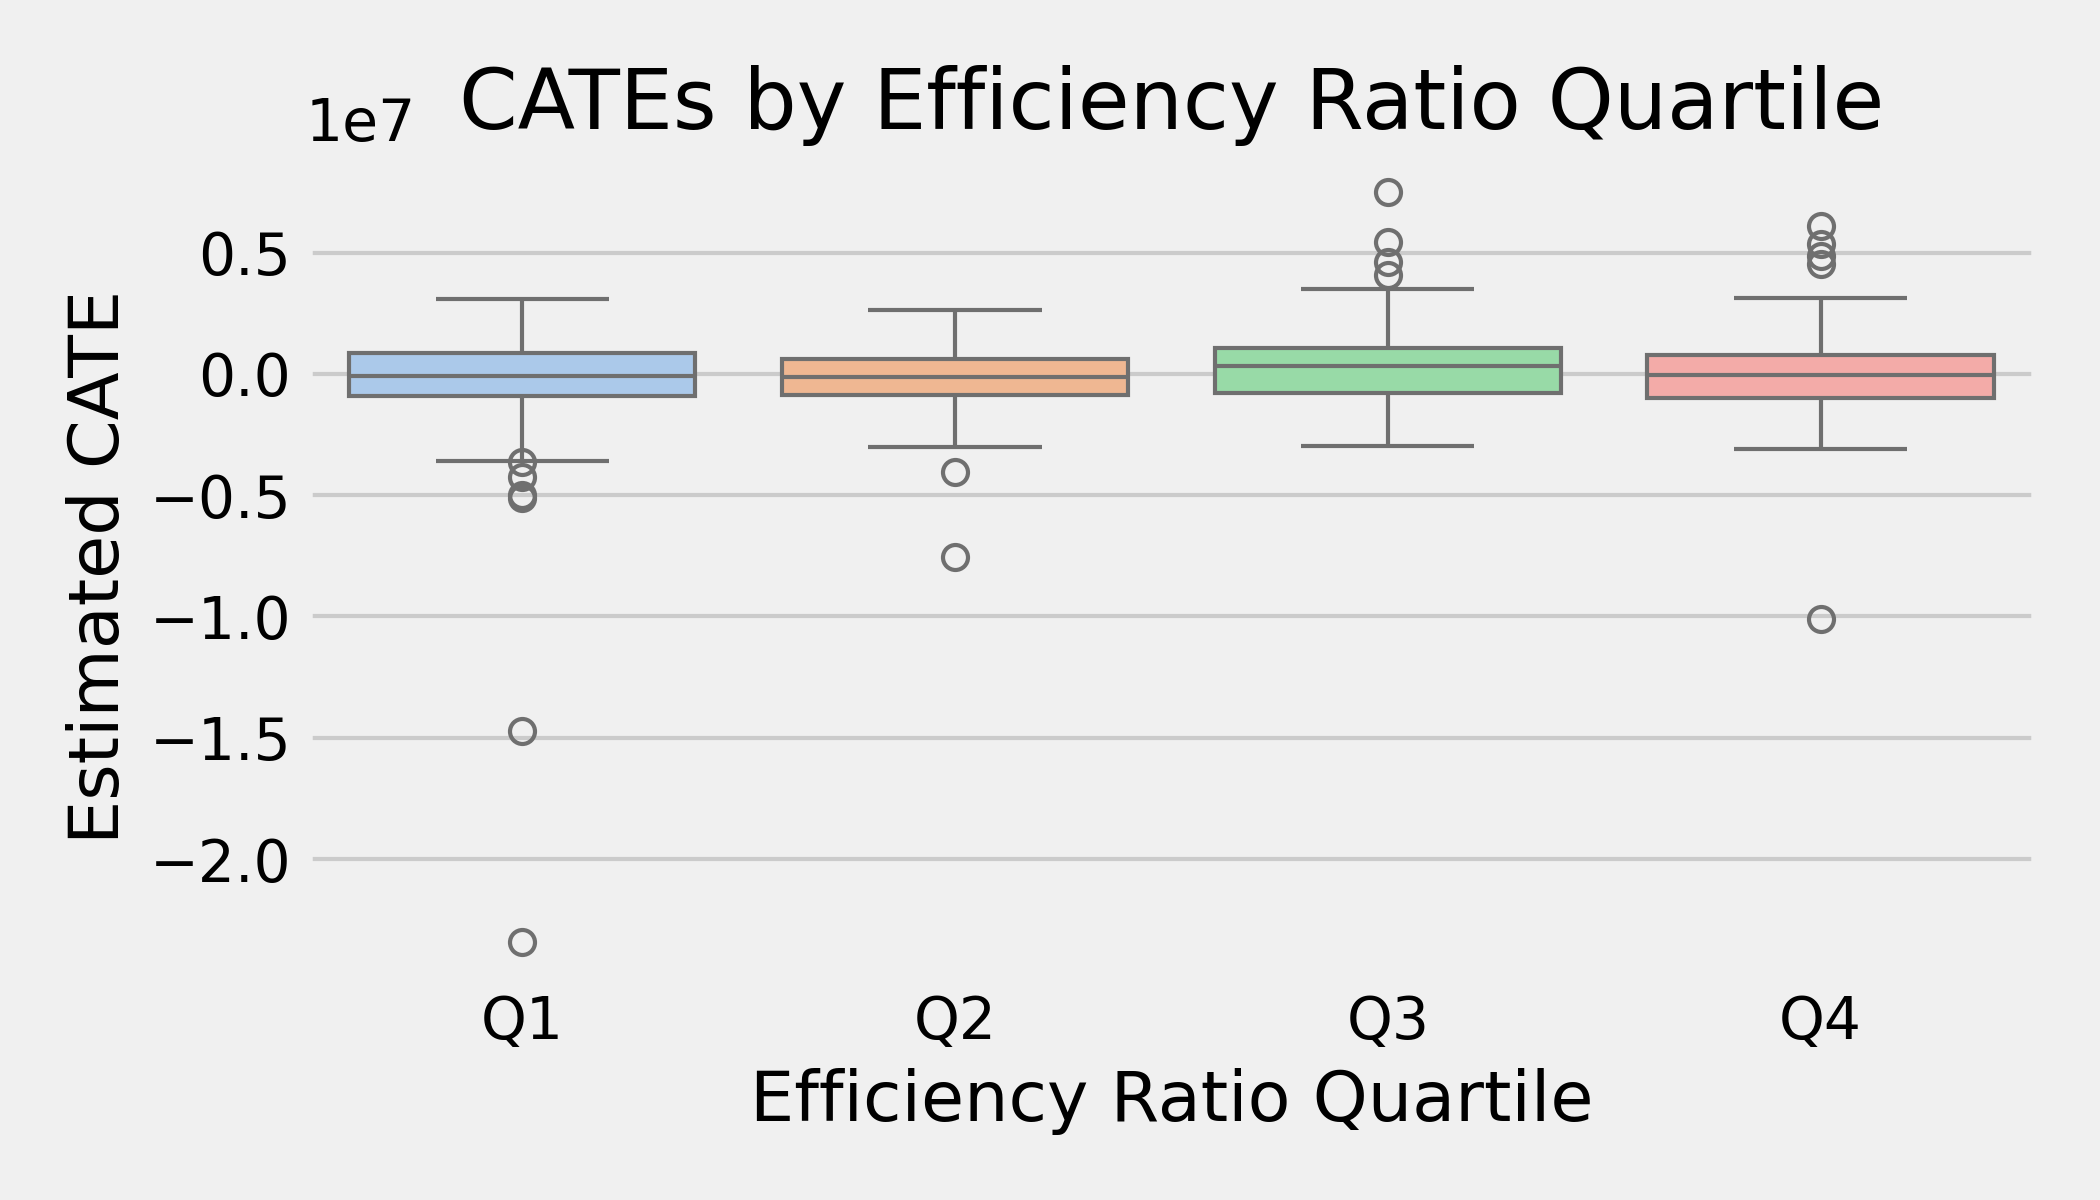 CATEs by Efficiency Ratio Quartile
1e7
0.5
0.0
−0.5
−1.0
−1.5
−2.0
Estimated CATE
Q1 Q2 Q3 Q4
Efficiency Ratio Quartile